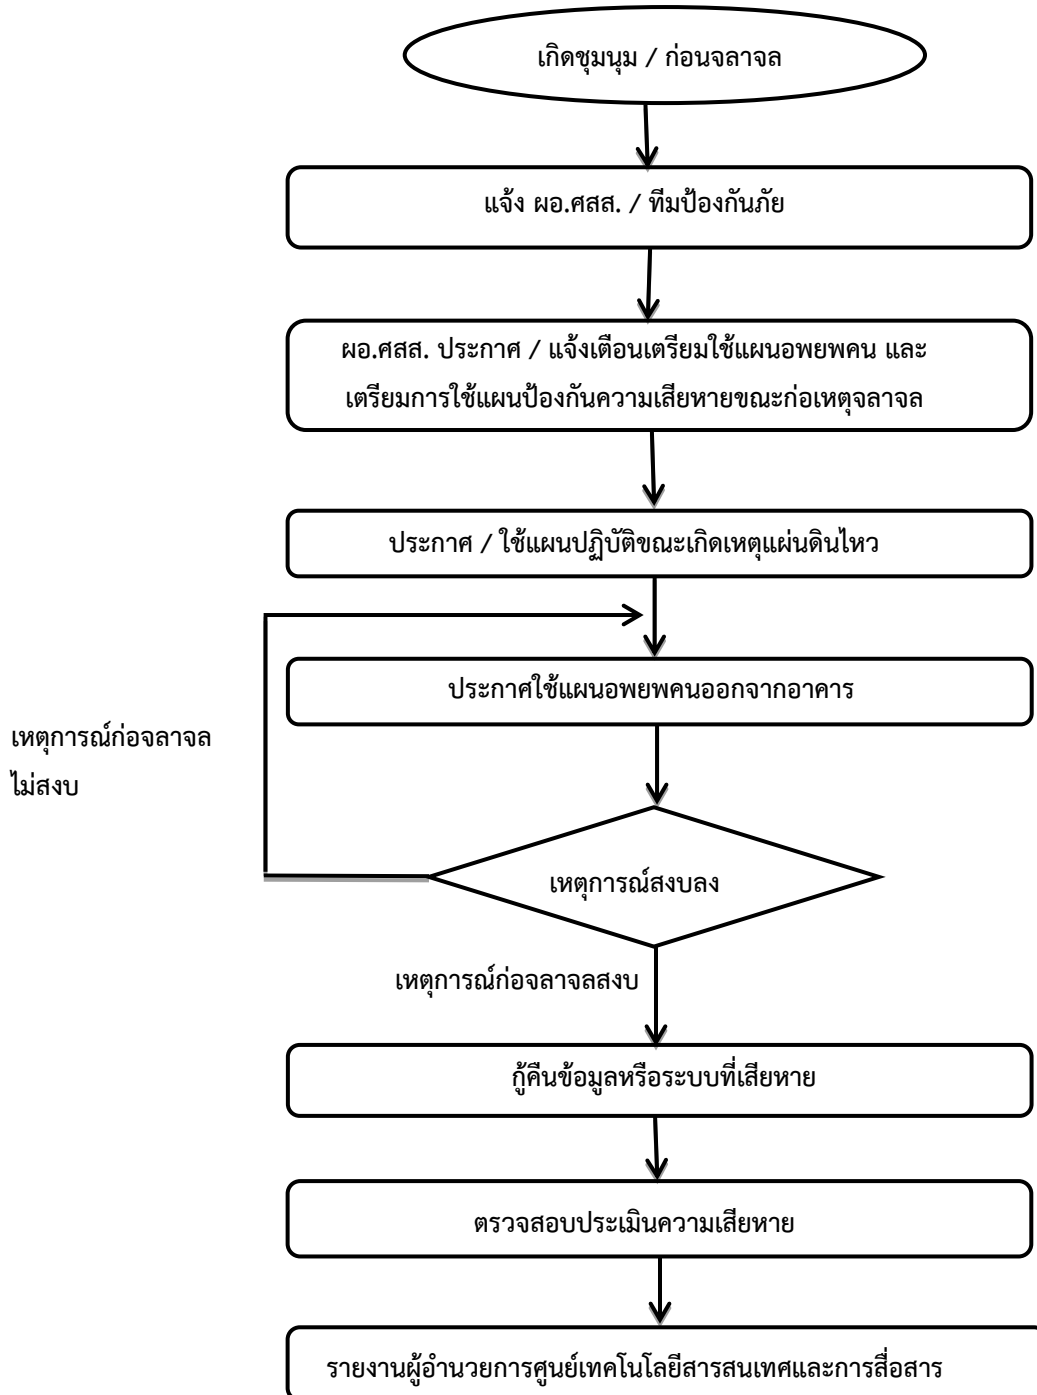 เกิดชุมนุม / ก่อนจลาจล
แจ้ง ผอ.ศสส. / ทีมป้องกันภัย
ผอ.ศสส. ประกาศ / แจ้งเตือนเตรียมใช้แผนอพยพคน และ
เตรียมการใช้แผนป้องกันความเสียหายขณะก่อเหตุจลาจล
ประกาศ / ใช้แผนปฏิบัติขณะเกิดเหตุแผ่นดินไหว
ประกาศใช้แผนอพยพคนออกจากอาคาร
เหตุการณ์ก่อจลาจล
ไม่สงบ
เหตุการณ์สงบลง
เหตุการณ์ก่อจลาจลสงบ
กู้คืนข้อมูลหรือระบบที่เสียหาย
ตรวจสอบประเมินความเสียหาย
รายงานผู้อำนวยการศูนย์เทคโนโลยีสารสนเทศและการสื่อสาร